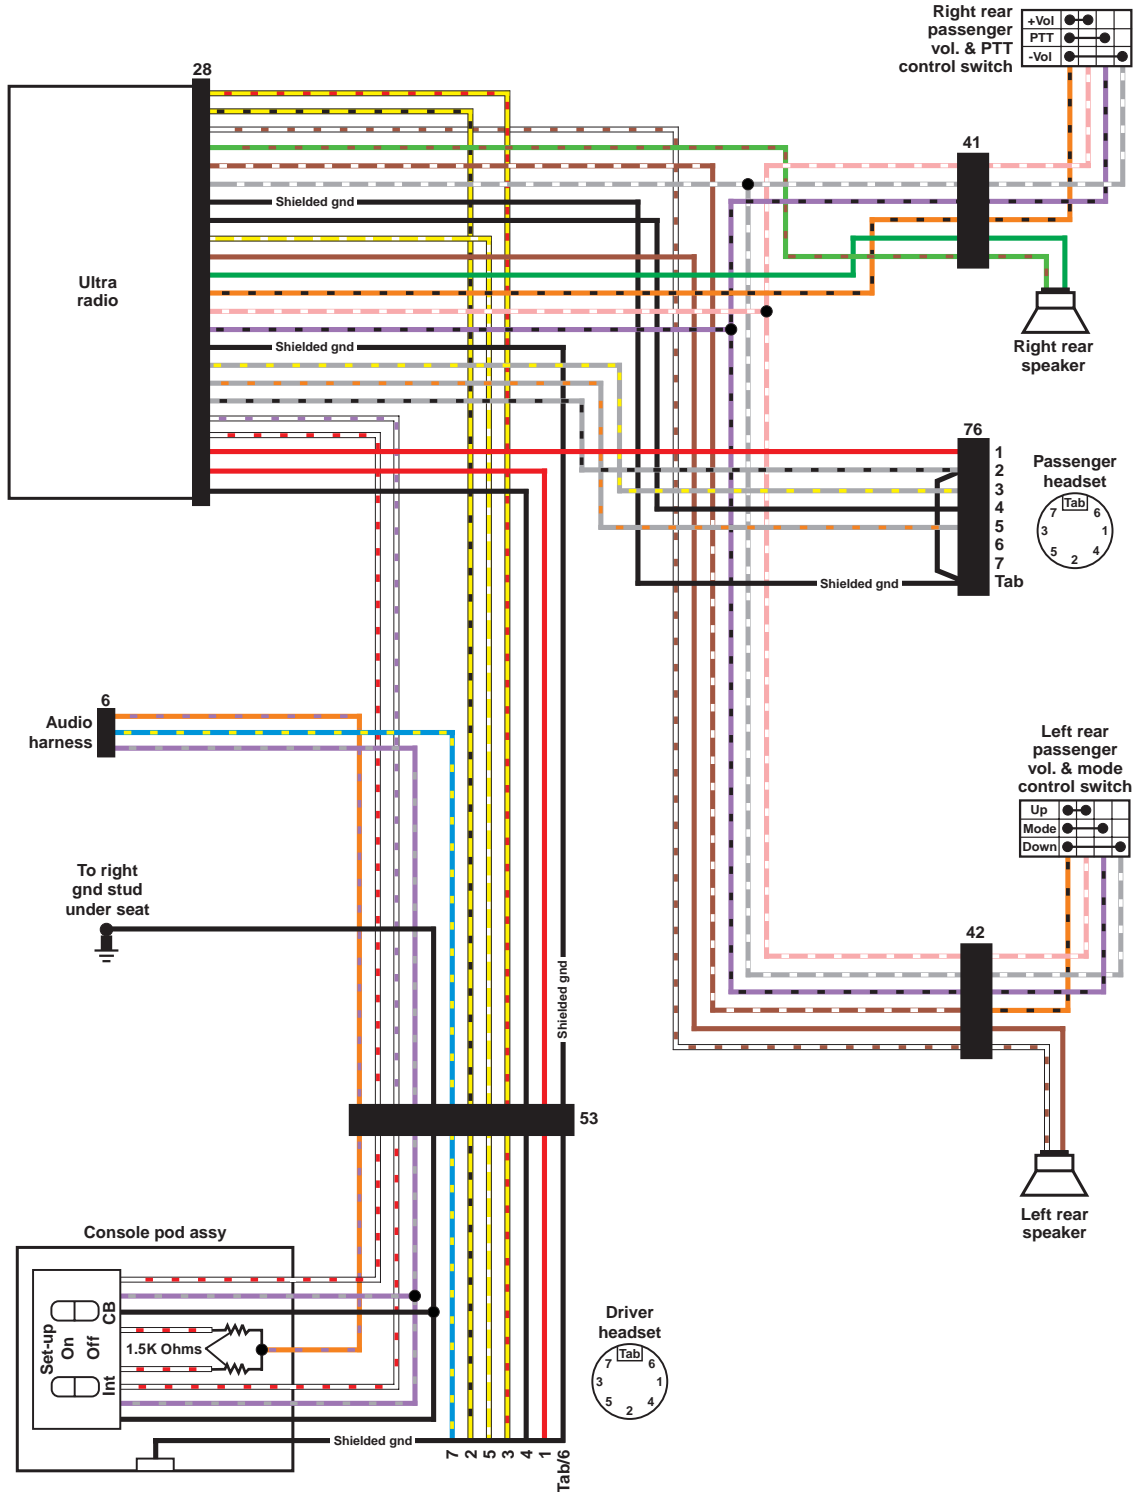 Right rear
passenger
vol. & PTT
control switch
+Vol
PTT
-Vol
28
41
Shielded gnd
Ultra
radio
Shielded gnd
Right rear
speaker
76
1
2
3
4
5
6
7
Tab
Passenger
headset
Tab
7 6
3 1
5 4
2
Shielded gnd
6
Audio
harness
Left rear
passenger
vol. & mode
control switch
Up
Mode
Down
To right
gnd stud
under seat
42
Shielded gnd
53
Left rear
speaker
Console pod assy
Set-up
On
Off
CB
Int
1.5K Ohms
Driver
headset
Tab
7 6
3 1
5 4
2
Shielded gnd
7
2
5
3
4
1
Tab/6